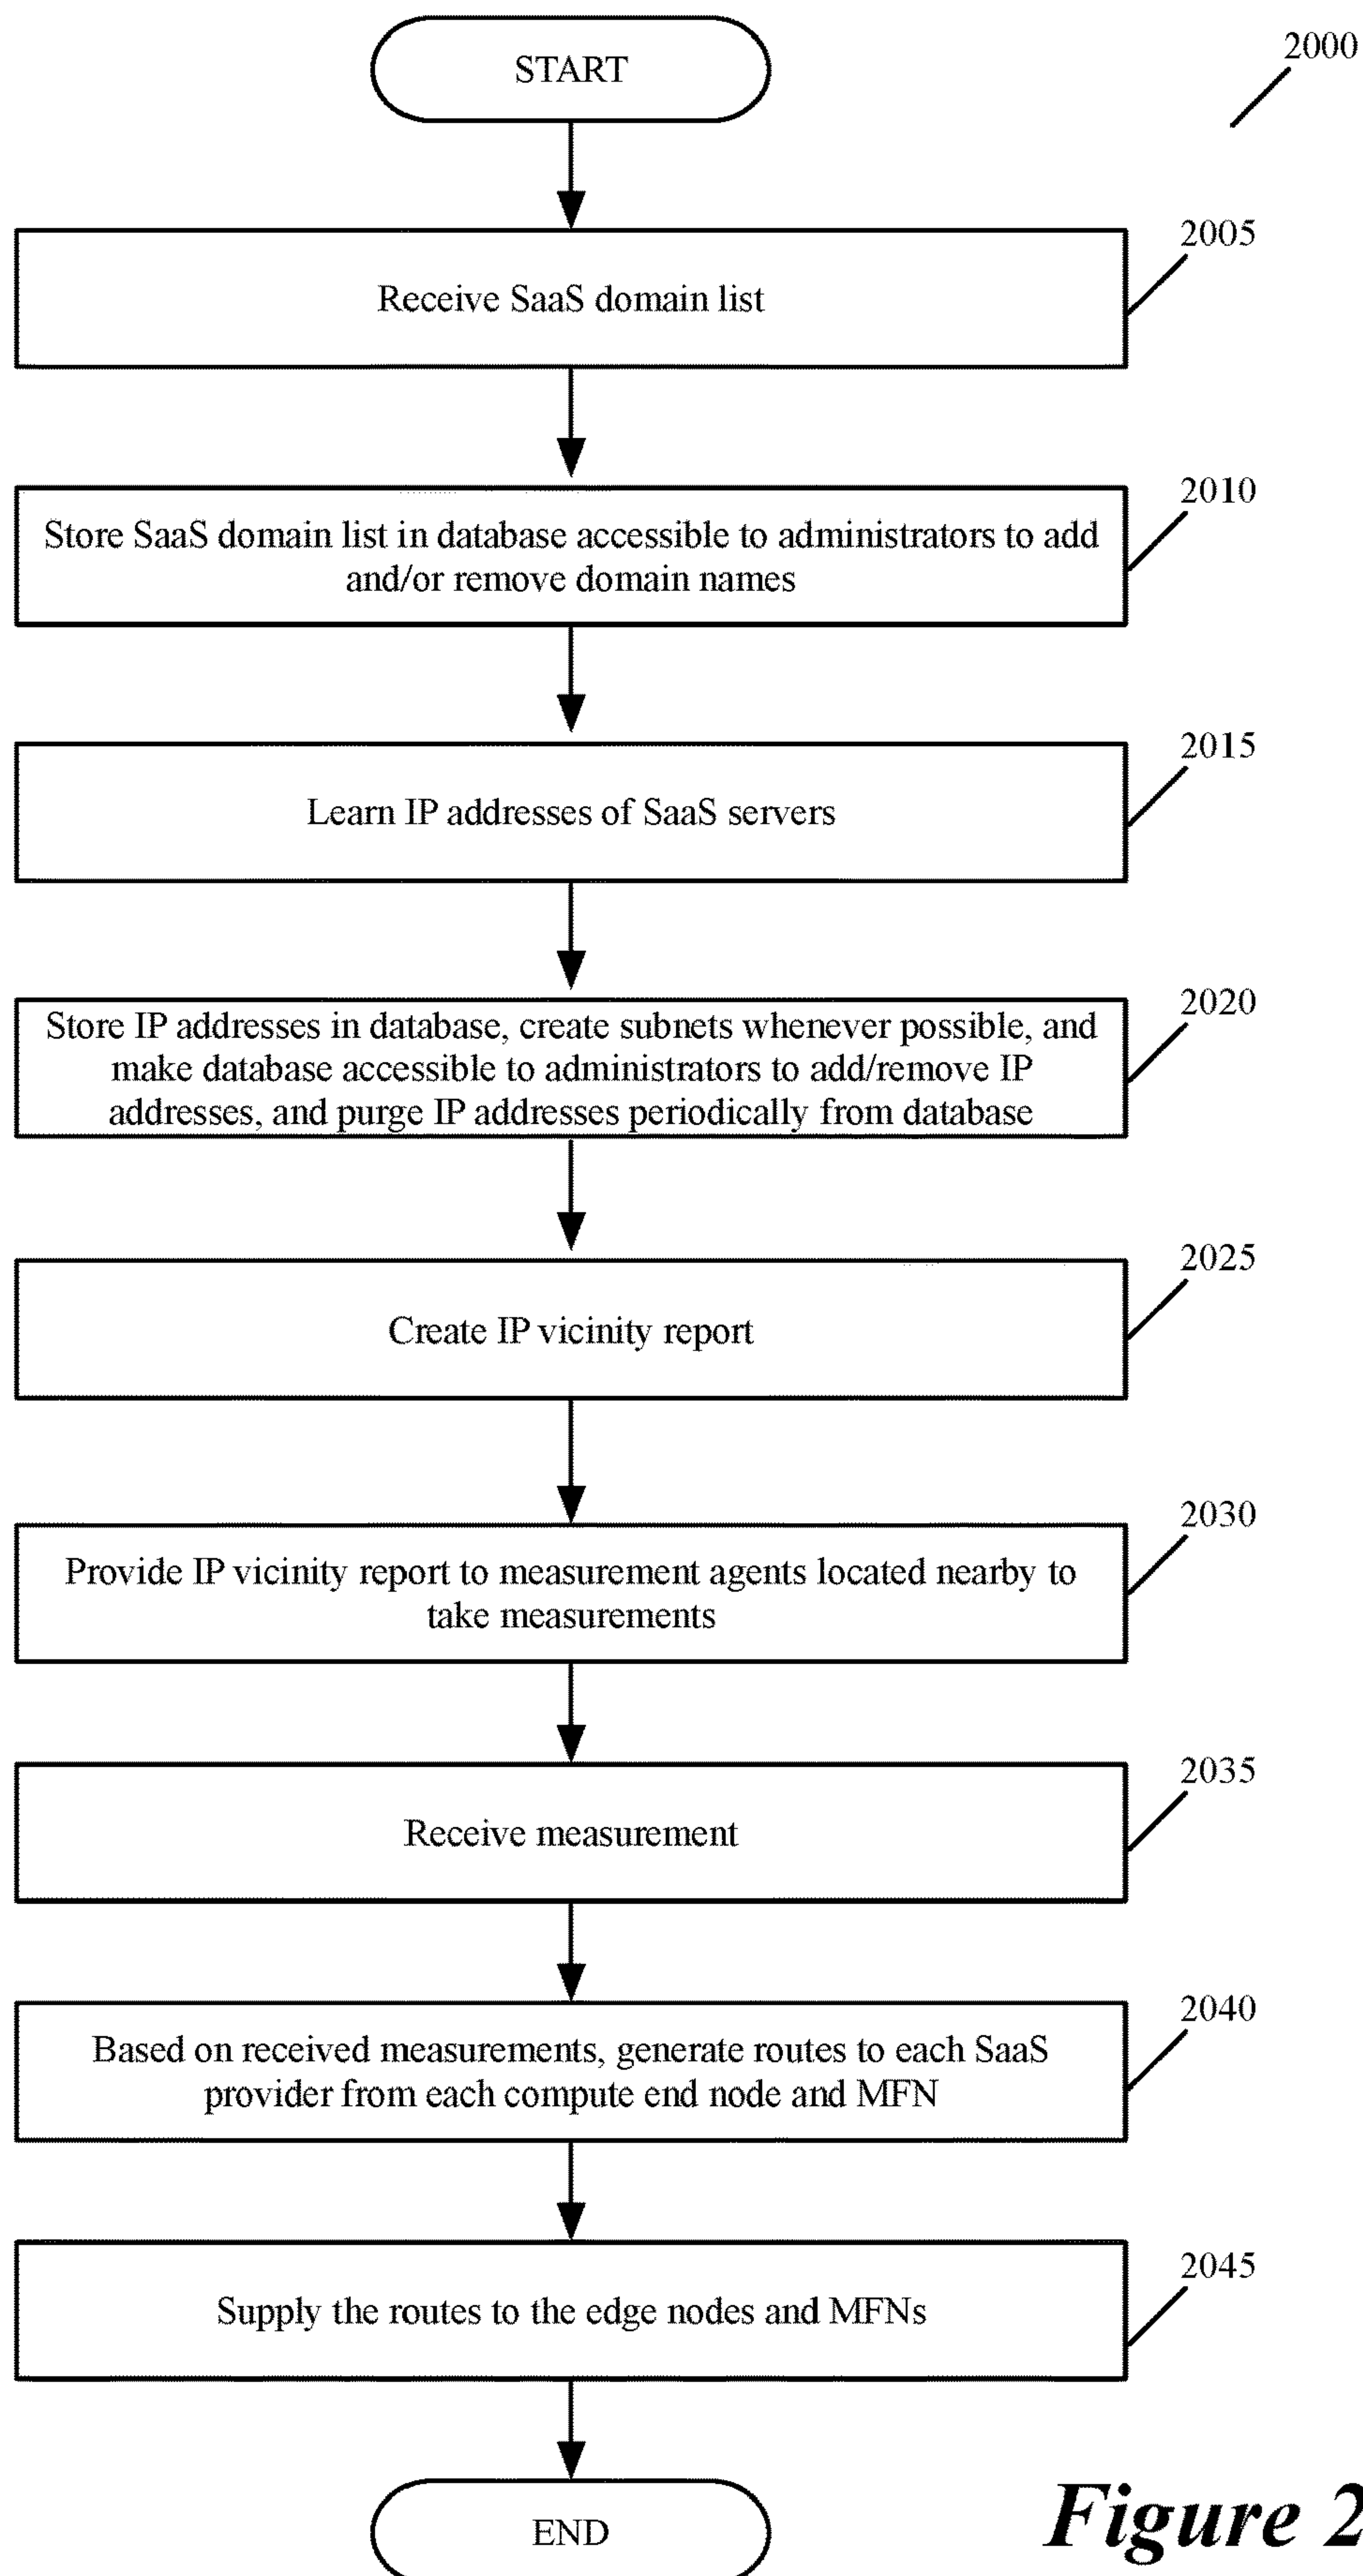 START
2000
2005
Receive SaaS domain list
2010
Store SaaS domain list in database accessible to administrators to add
and/or remove domain names
2015
Learn IP addresses of SaaS servers
2020
Store IP addresses in database, create subnets whenever possible, and
make database accessible to administrators to add/remove IP
addresses, and purge IP addresses periodically from database
2025
Create IP vicinity report
2030
Provide IP vicinity report to measurement agents located nearby to
take measurements
2035
Receive measurement
2040
Based on received measurements, generate routes to each SaaS
provider from each compute end node and MFN
2045
Supply the routes to the edge nodes and MFNs
END
Figure 2